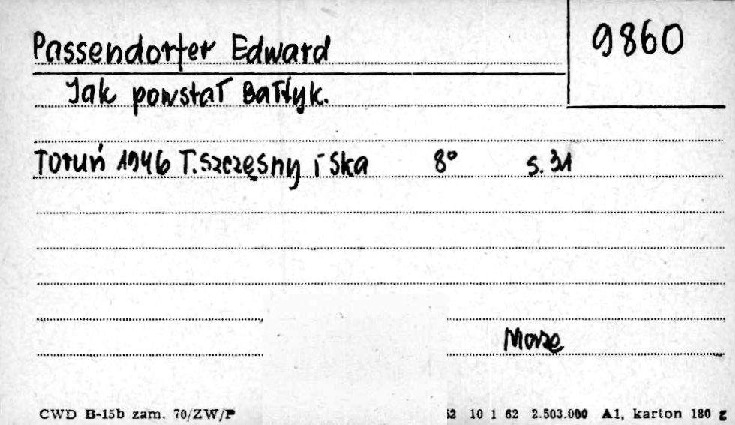 Passendorfer Edward
9860
Jak powstał Bałtyk.
Toruń 1946 T. Szczęsny i Ska 8° s. 31
Morze
CWD B-15b zam. 70/ZW/P 10 1 62 2.503.000 A1, karton 180 g